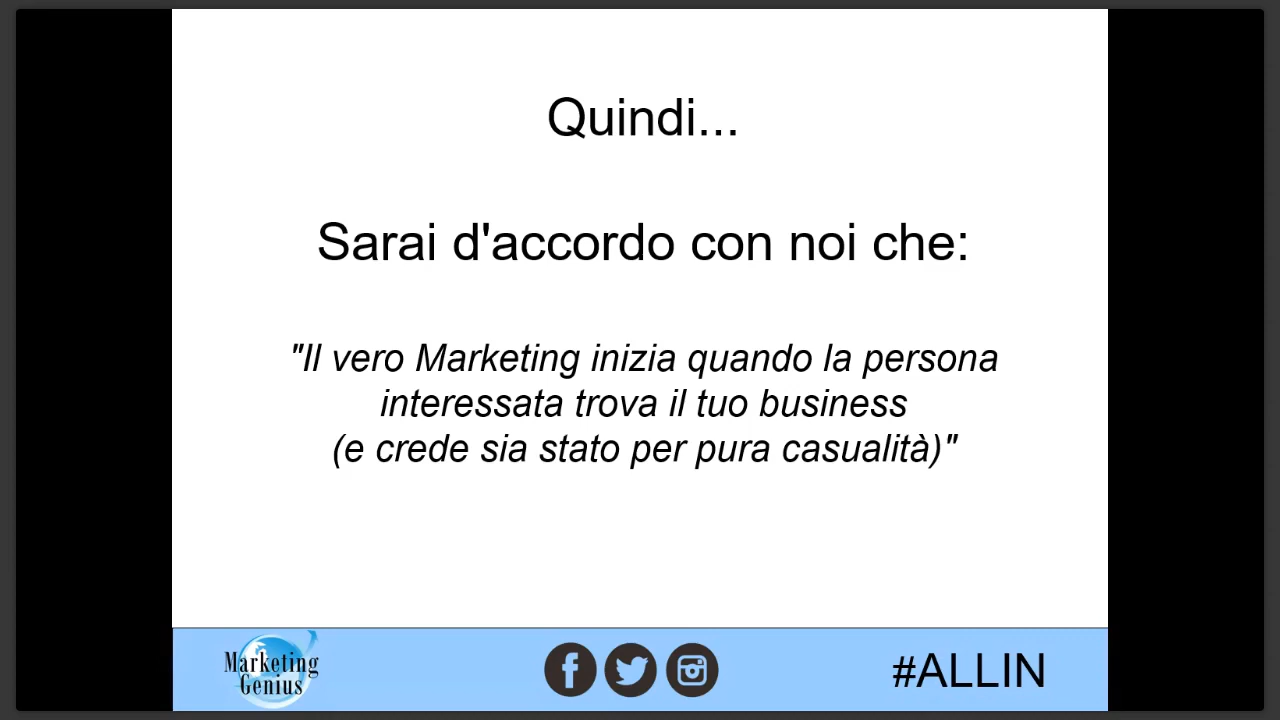 Quindi...
Sarai d'accordo con noi che:
"Il vero Marketing inizia quando la persona
interessata trova il tuo business
(e crede sia stato per pura casualità)"
Marketing
Genius
#ALLIN